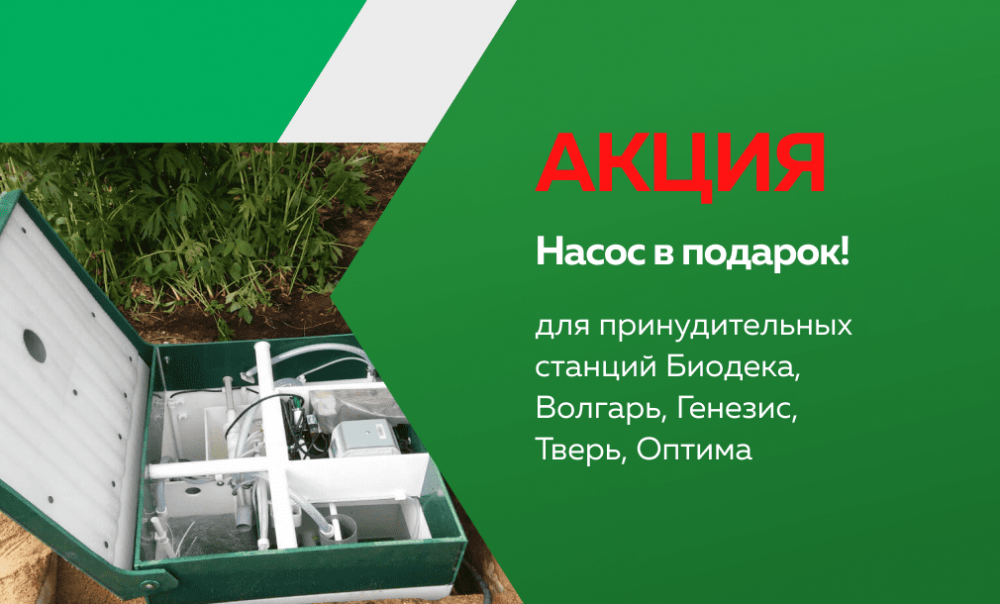 АКЦИЯ
Насос в подарок!
для принудительных
станций Биодека,
Волгарь, Генезис,
Тверь, Оптима